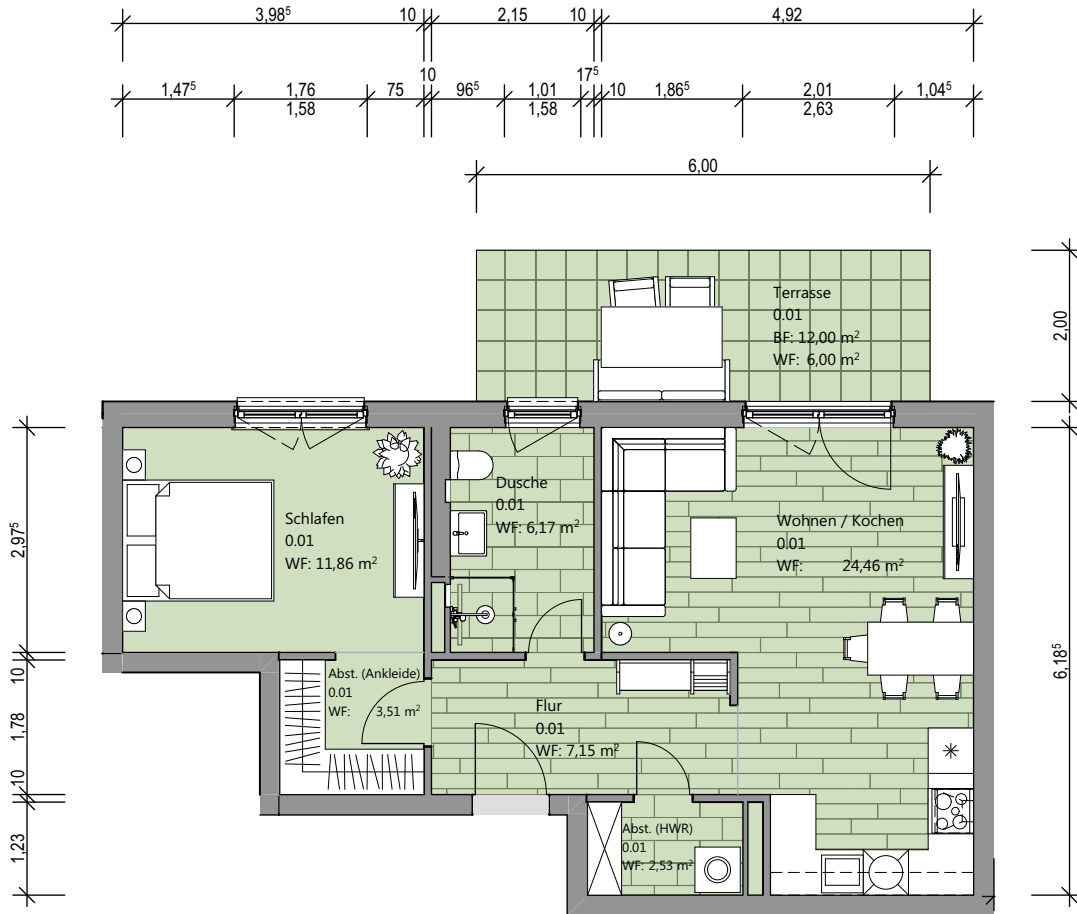 3,98⁵ 10 2,15 10 4,92
10 17⁵
1,47⁵ 1,76 75 96⁵ 1,01 10 1,86⁵ 2,01 1,04⁵
1,58 1,58 2,63
6,00
Terrasse
0.01
BF: 12,00 m²
WF: 6,00 m²
2,00
Dusche
0.01
WF: 6,17 m²
Schlafen
0.01
WF: 11,86 m²
Wohnen / Kochen
0.01
WF: 24,46 m²
2,97⁵
6,18⁵
Abst. (Ankleide)
0.01
WF: 3,51 m²
Flur
0.01
WF: 7,15 m²
10
1,78
10
Abst. (HWR)
0.01
WF: 2,53 m²
1,23